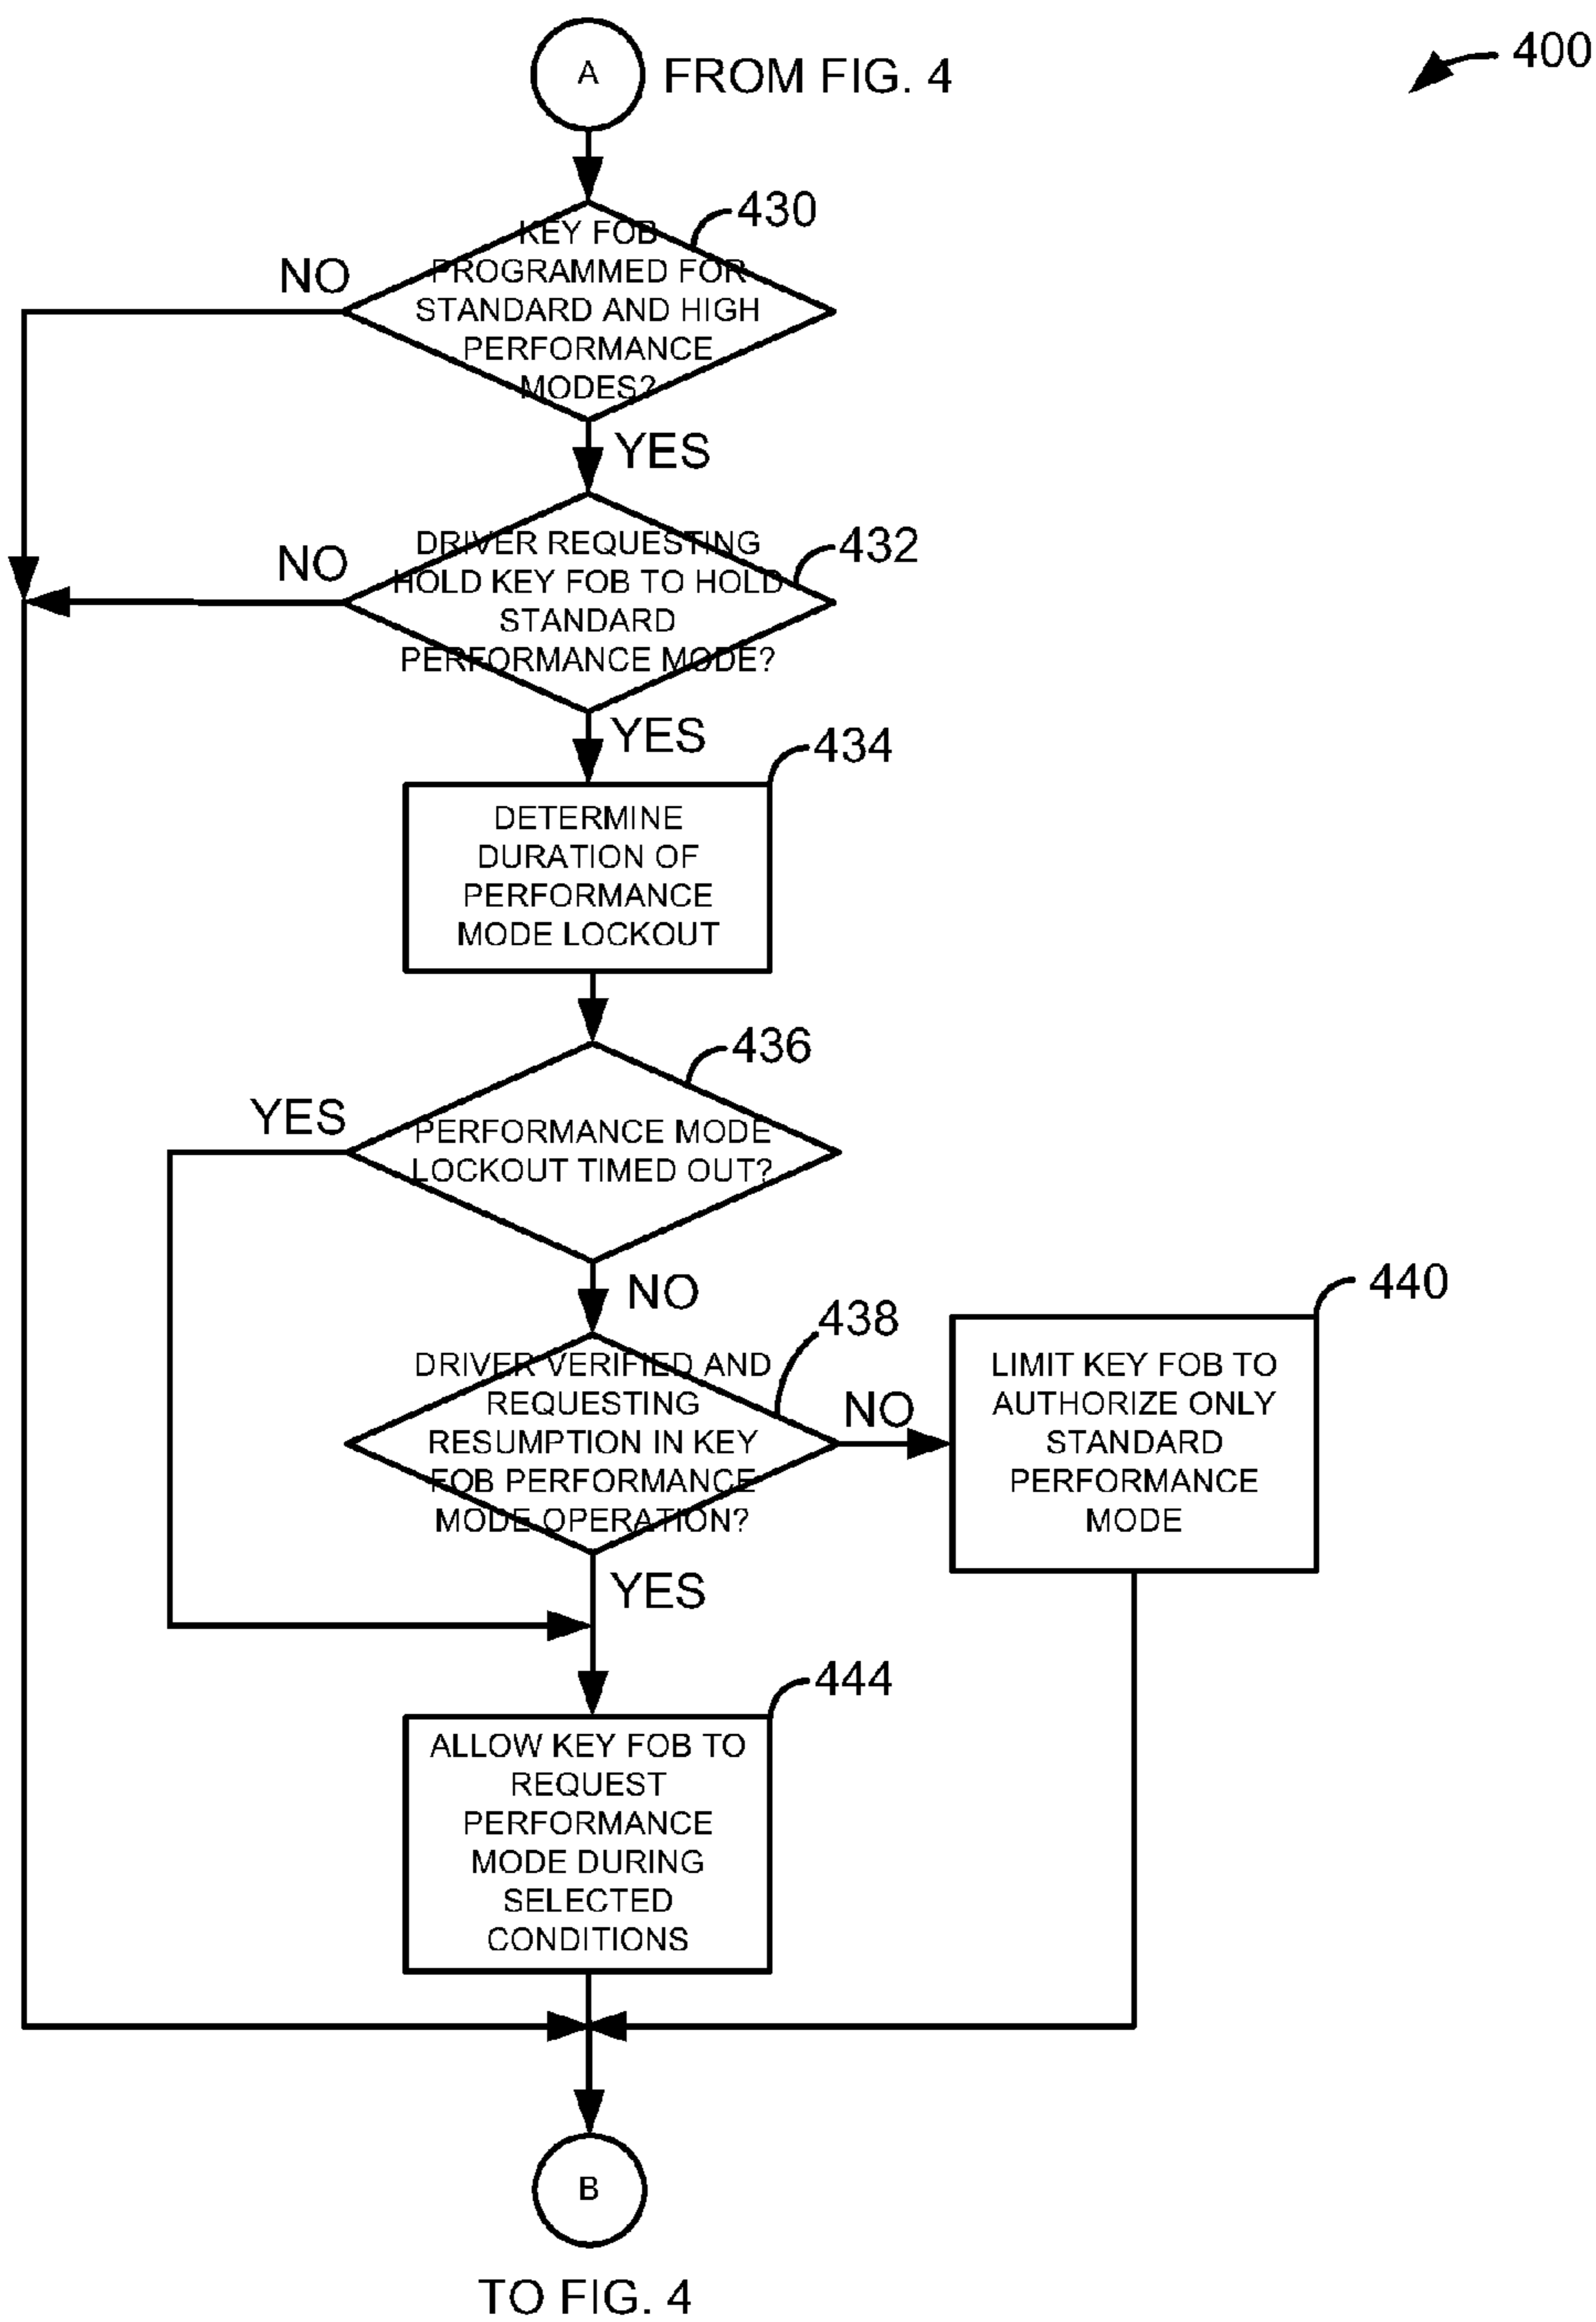 A
FROM FIG. 4
400
430
KEY FOB
PROGRAMMED FOR
STANDARD AND HIGH
PERFORMANCE
MODES?
NO
YES
432
DRIVER REQUESTING
HOLD KEY FOB TO HOLD
STANDARD
PERFORMANCE MODE?
NO
YES
434
DETERMINE
DURATION OF
PERFORMANCE
MODE LOCKOUT
436
YES
PERFORMANCE MODE
LOCKOUT TIMED OUT?
NO
438
DRIVER VERIFIED AND
REQUESTING
RESUMPTION IN KEY
FOB PERFORMANCE
MODE OPERATION?
NO
440
LIMIT KEY FOB TO
AUTHORIZE ONLY
STANDARD
PERFORMANCE
MODE
YES
444
ALLOW KEY FOB TO
REQUEST
PERFORMANCE
MODE DURING
SELECTED
CONDITIONS
B
TO FIG. 4